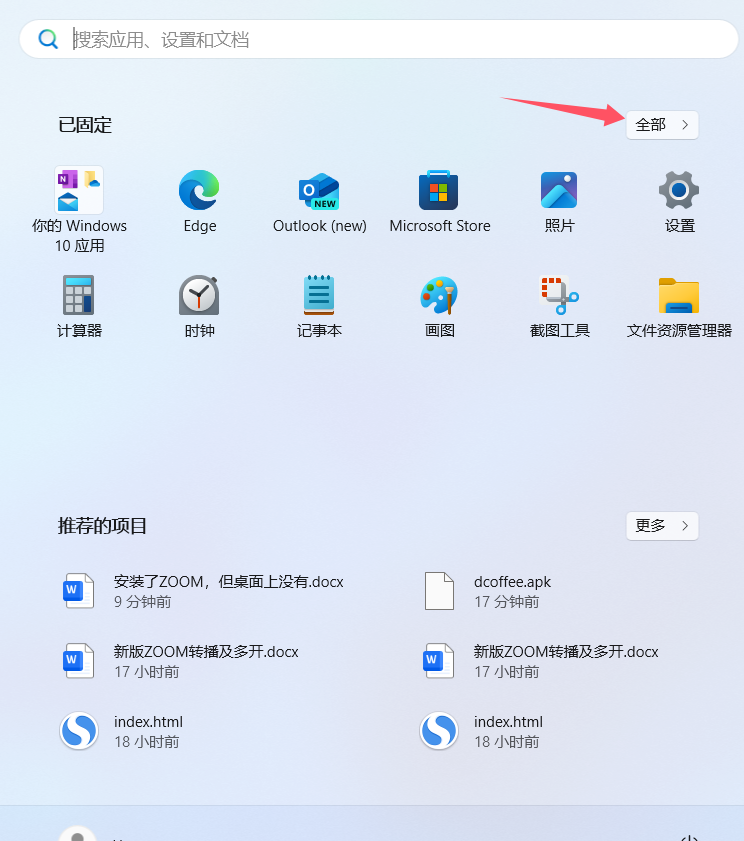 搜索应用、设置和文档
已固定
全部
你的 Windows
10 应用
Edge
Outlook (new)
Microsoft Store
照片
设置
计算器
时钟
记事本
画图
截图工具
文件资源管理器
推荐的项目
更多
安装了ZOOM，但桌面上没有.docx
9 分钟前
dcoffee.apk
17 分钟前
新版ZOOM转播及多开.docx
17 小时前
新版ZOOM转播及多开.docx
17 小时前
index.html
18 小时前
index.html
18 小时前